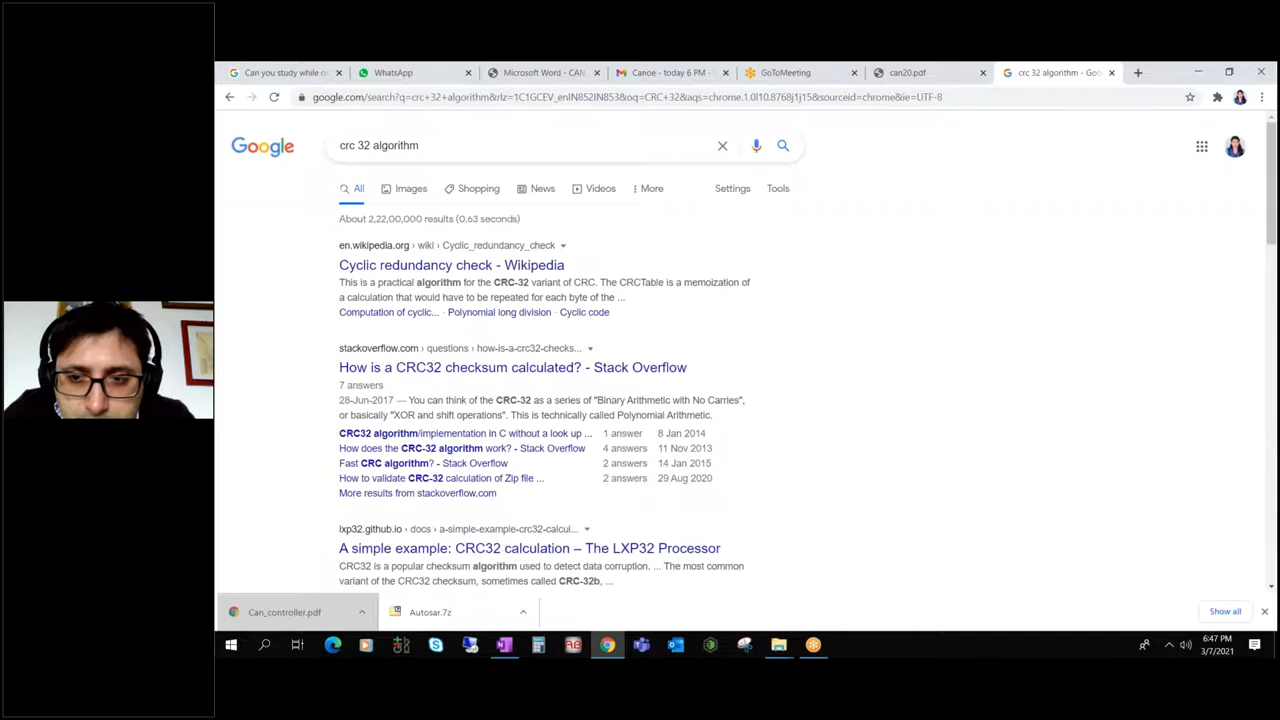 Can you study while o
WhatsApp
Microsoft Word - CAN
Canoe - today 6 PM -
GoToMeeting
can20.pdf
crc 32 algorithm - Goo
google.com/search?q=crc+32+algorithm&rlz=1C1GCEV_enIN852IN853&oq=CRC+32&aqs=chrome.1.0l10.8768j1j15&sourceid=chrome&ie=UTF-8
Google
crc 32 algorithm
All
Images
Shopping
News
Videos
More
Settings
Tools
About 2,22,00,000 results (0.63 seconds)
en.wikipedia.org › wiki › Cyclic_redundancy_check
Cyclic redundancy check - Wikipedia
This is a practical algorithm for the CRC-32 variant of CRC. The CRCTable is a memoization of
a calculation that would have to be repeated for each byte of the ...
Computation of cyclic... · Polynomial long division · Cyclic code
stackoverflow.com › questions › how-is-a-crc32-checks...
How is a CRC32 checksum calculated? - Stack Overflow
7 answers
28-Jun-2017 — You can think of the CRC-32 as a series of "Binary Arithmetic with No Carries",
or basically "XOR and shift operations". This is technically called Polynomial Arithmetic.
CRC32 algorithm/implementation in C without a look up ... 1 answer 8 Jan 2014
How does the CRC-32 algorithm work? - Stack Overflow 4 answers 11 Nov 2013
Fast CRC algorithm? - Stack Overflow 2 answers 14 Jan 2015
How to validate CRC-32 calculation of Zip file ... 2 answers 29 Aug 2020
More results from stackoverflow.com
lxp32.github.io › docs › a-simple-example-crc32-calcul...
A simple example: CRC32 calculation – The LXP32 Processor
CRC32 is a popular checksum algorithm used to detect data corruption. ... The most common
variant of the CRC32 checksum, sometimes called CRC-32b, ...
Can_controller.pdf
Autosar.7z
Show all
6:47 PM
3/7/2021